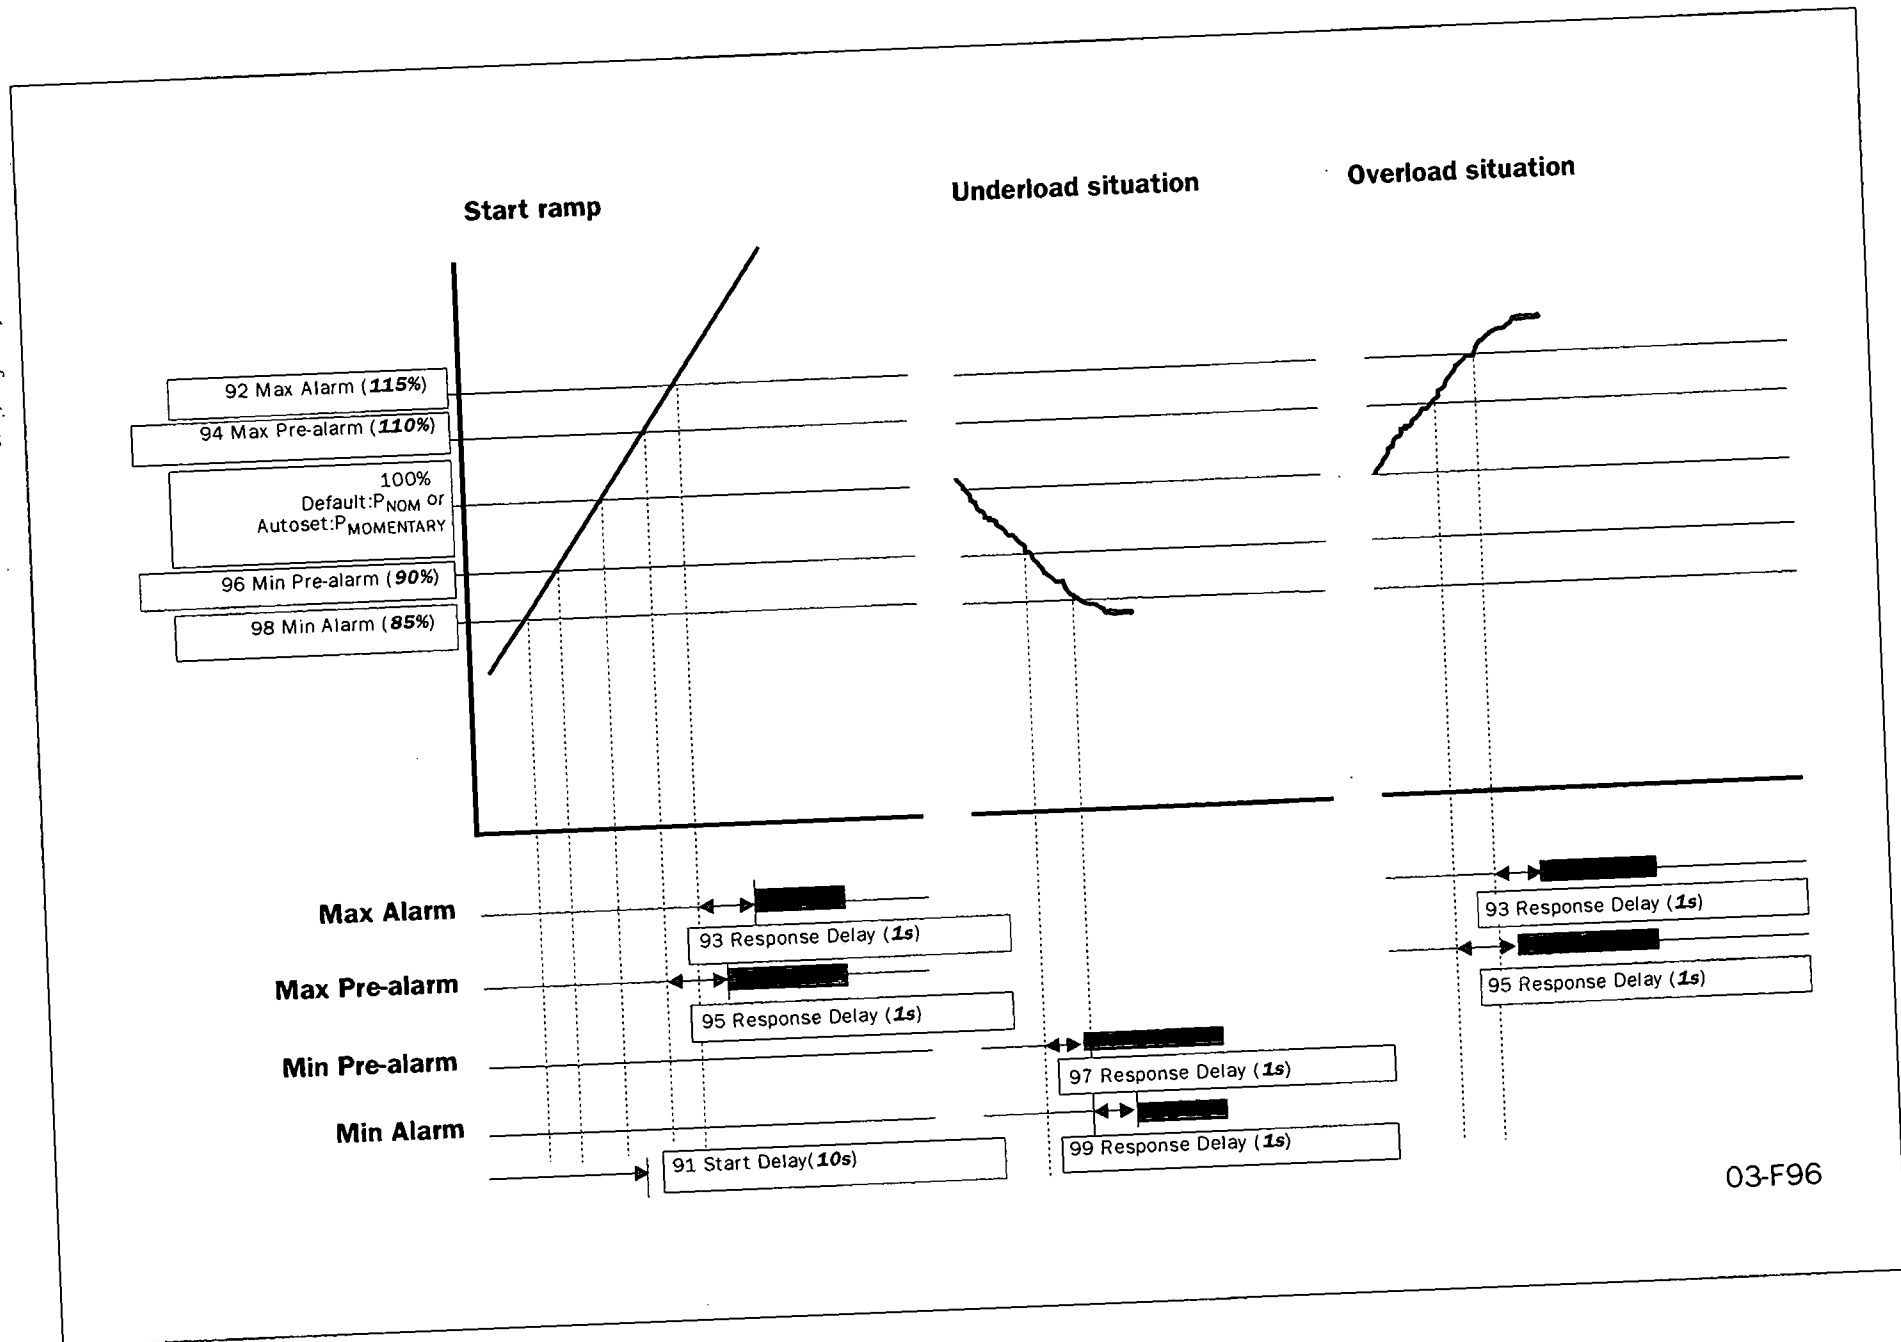 Start ramp
Underload situation
Overload situation
92 Max Alarm (115%)
94 Max Pre-alarm (110%)
100%
Default:PNOM or
Autoset:PMOMENTARY
96 Min Pre-alarm (90%)
98 Min Alarm (85%)
Max Alarm
93 Response Delay (1s)
93 Response Delay (1s)
Max Pre-alarm
95 Response Delay (1s)
95 Response Delay (1s)
Min Pre-alarm
97 Response Delay (1s)
Min Alarm
99 Response Delay (1s)
91 Start Delay(10s)
03-F96